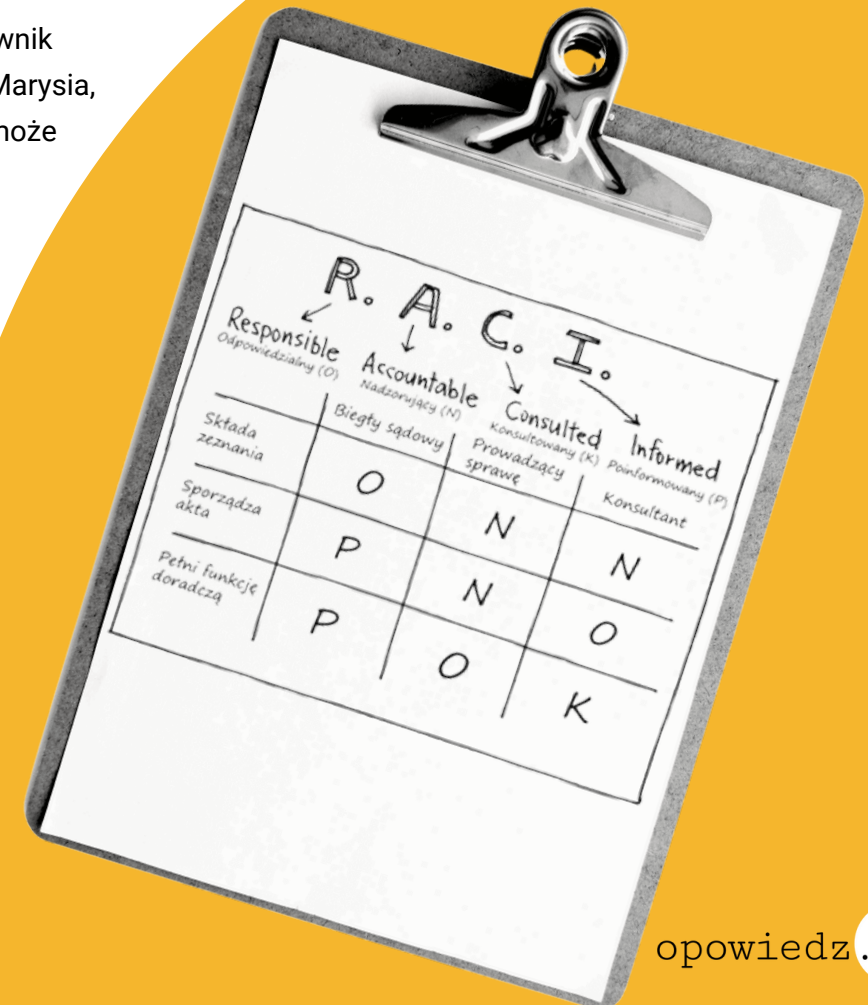 wnik
Marysia,
może
R. A. C. I.
Responsible
Odpowiedzialny (O)
Accountable
Nadzorujący (N)
Consulted
Konsultowany (K)
Informed
Poinformowany (P)
Biegły sądowy
Prowadzący
sprawę
Konsultant
Składa
zeznania
O
N
N
Sporządza
akta
P
N
O
Pełni funkcję
doradczą
P
O
K
opowiedz.